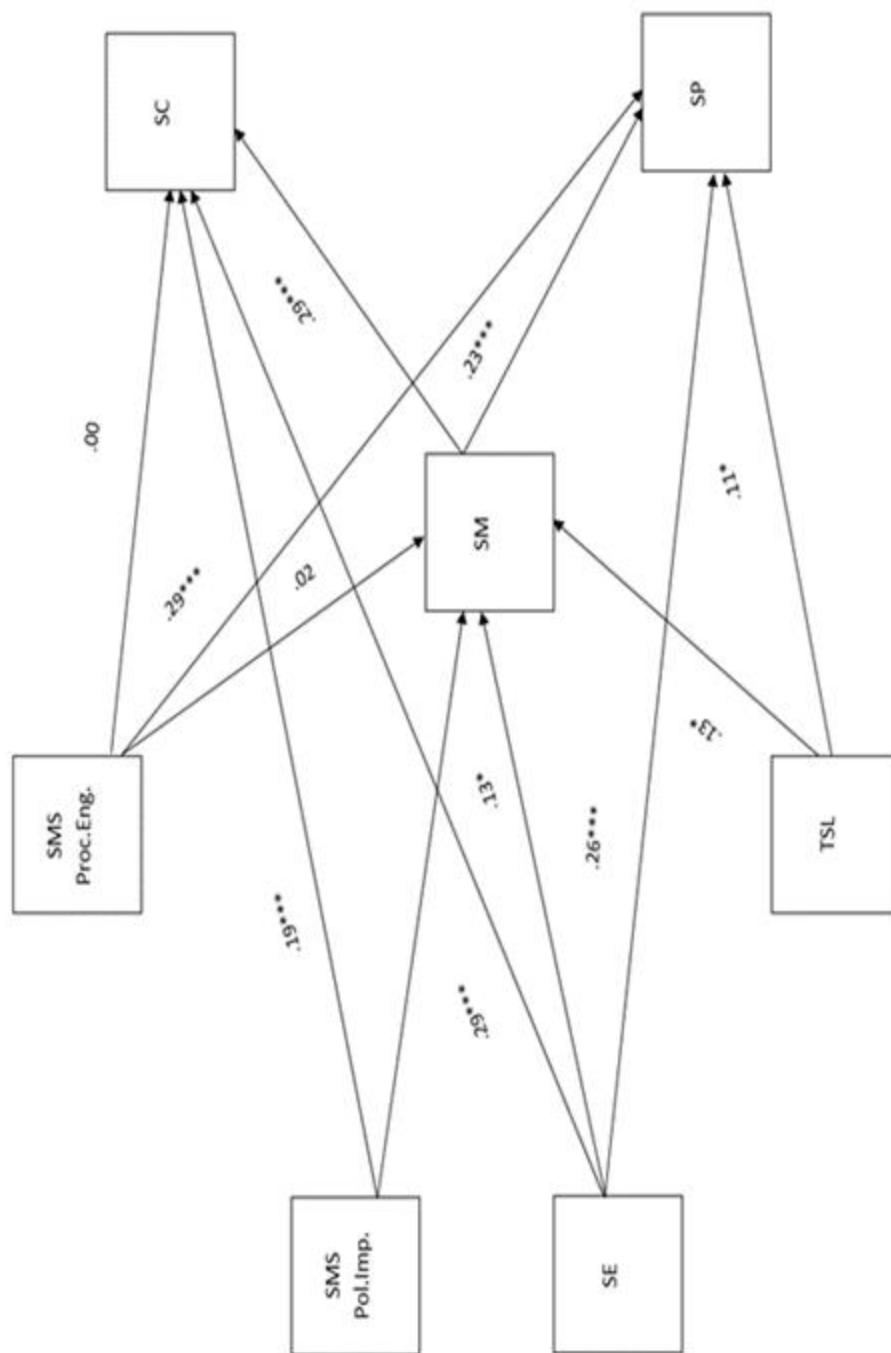 SMS
Proc.Eng.
.00
SC
.29***
.19***
.29***
.02
SMS
Pol.Imp.
.29***
SM
.13*
.23***
.26***
SE
.13*
SP
.11*
TSL